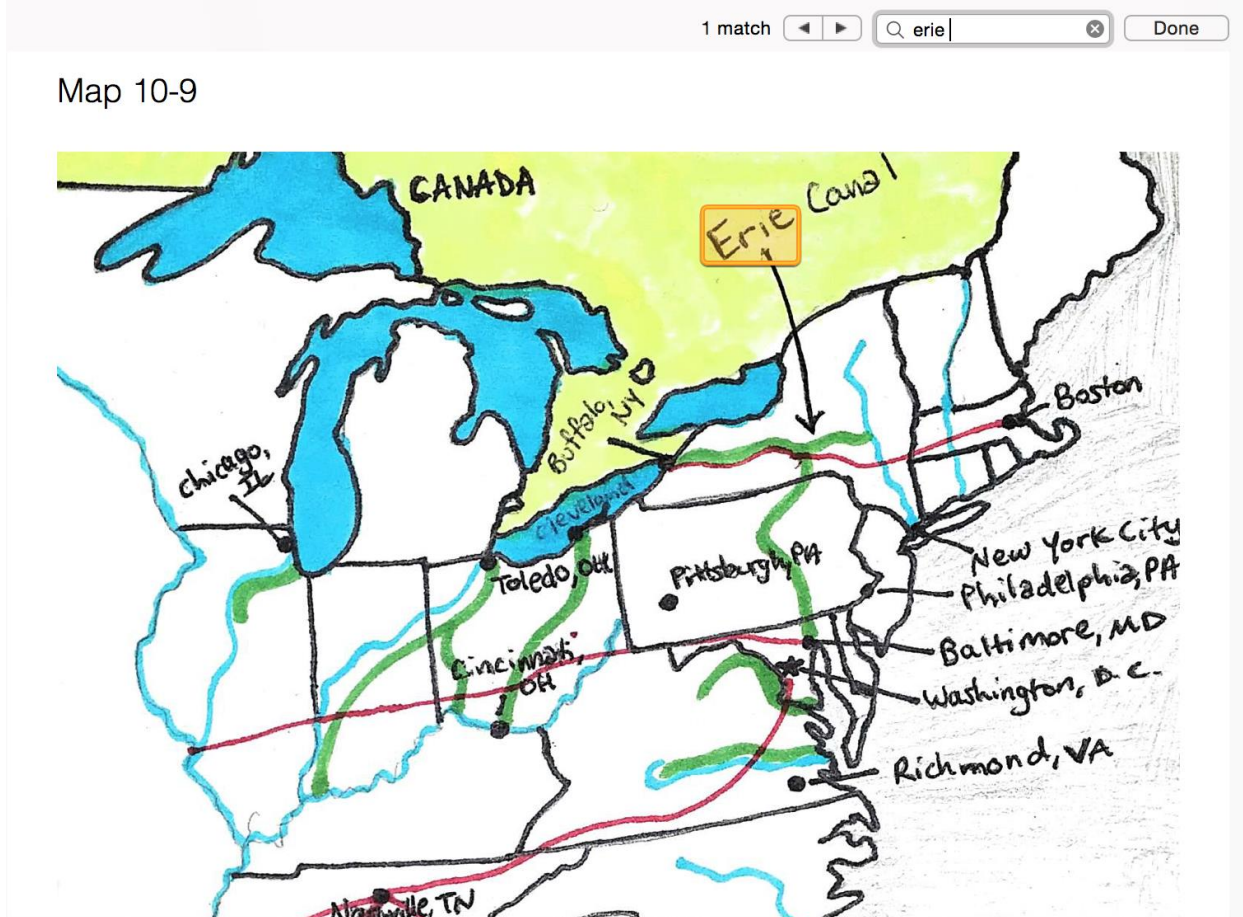 1 match
erie
Done
Map 10-9
CANADA
Erie Canal
Buffalo,
NY
Boston
Chicago,
IL
Cleveland
Toledo, OH
Pittsburgh, PA
New York City
Philadelphia, PA
Cincinnati,
OH
Baltimore, MD
Washington, D.C.
Richmond, VA
Nashville, TN